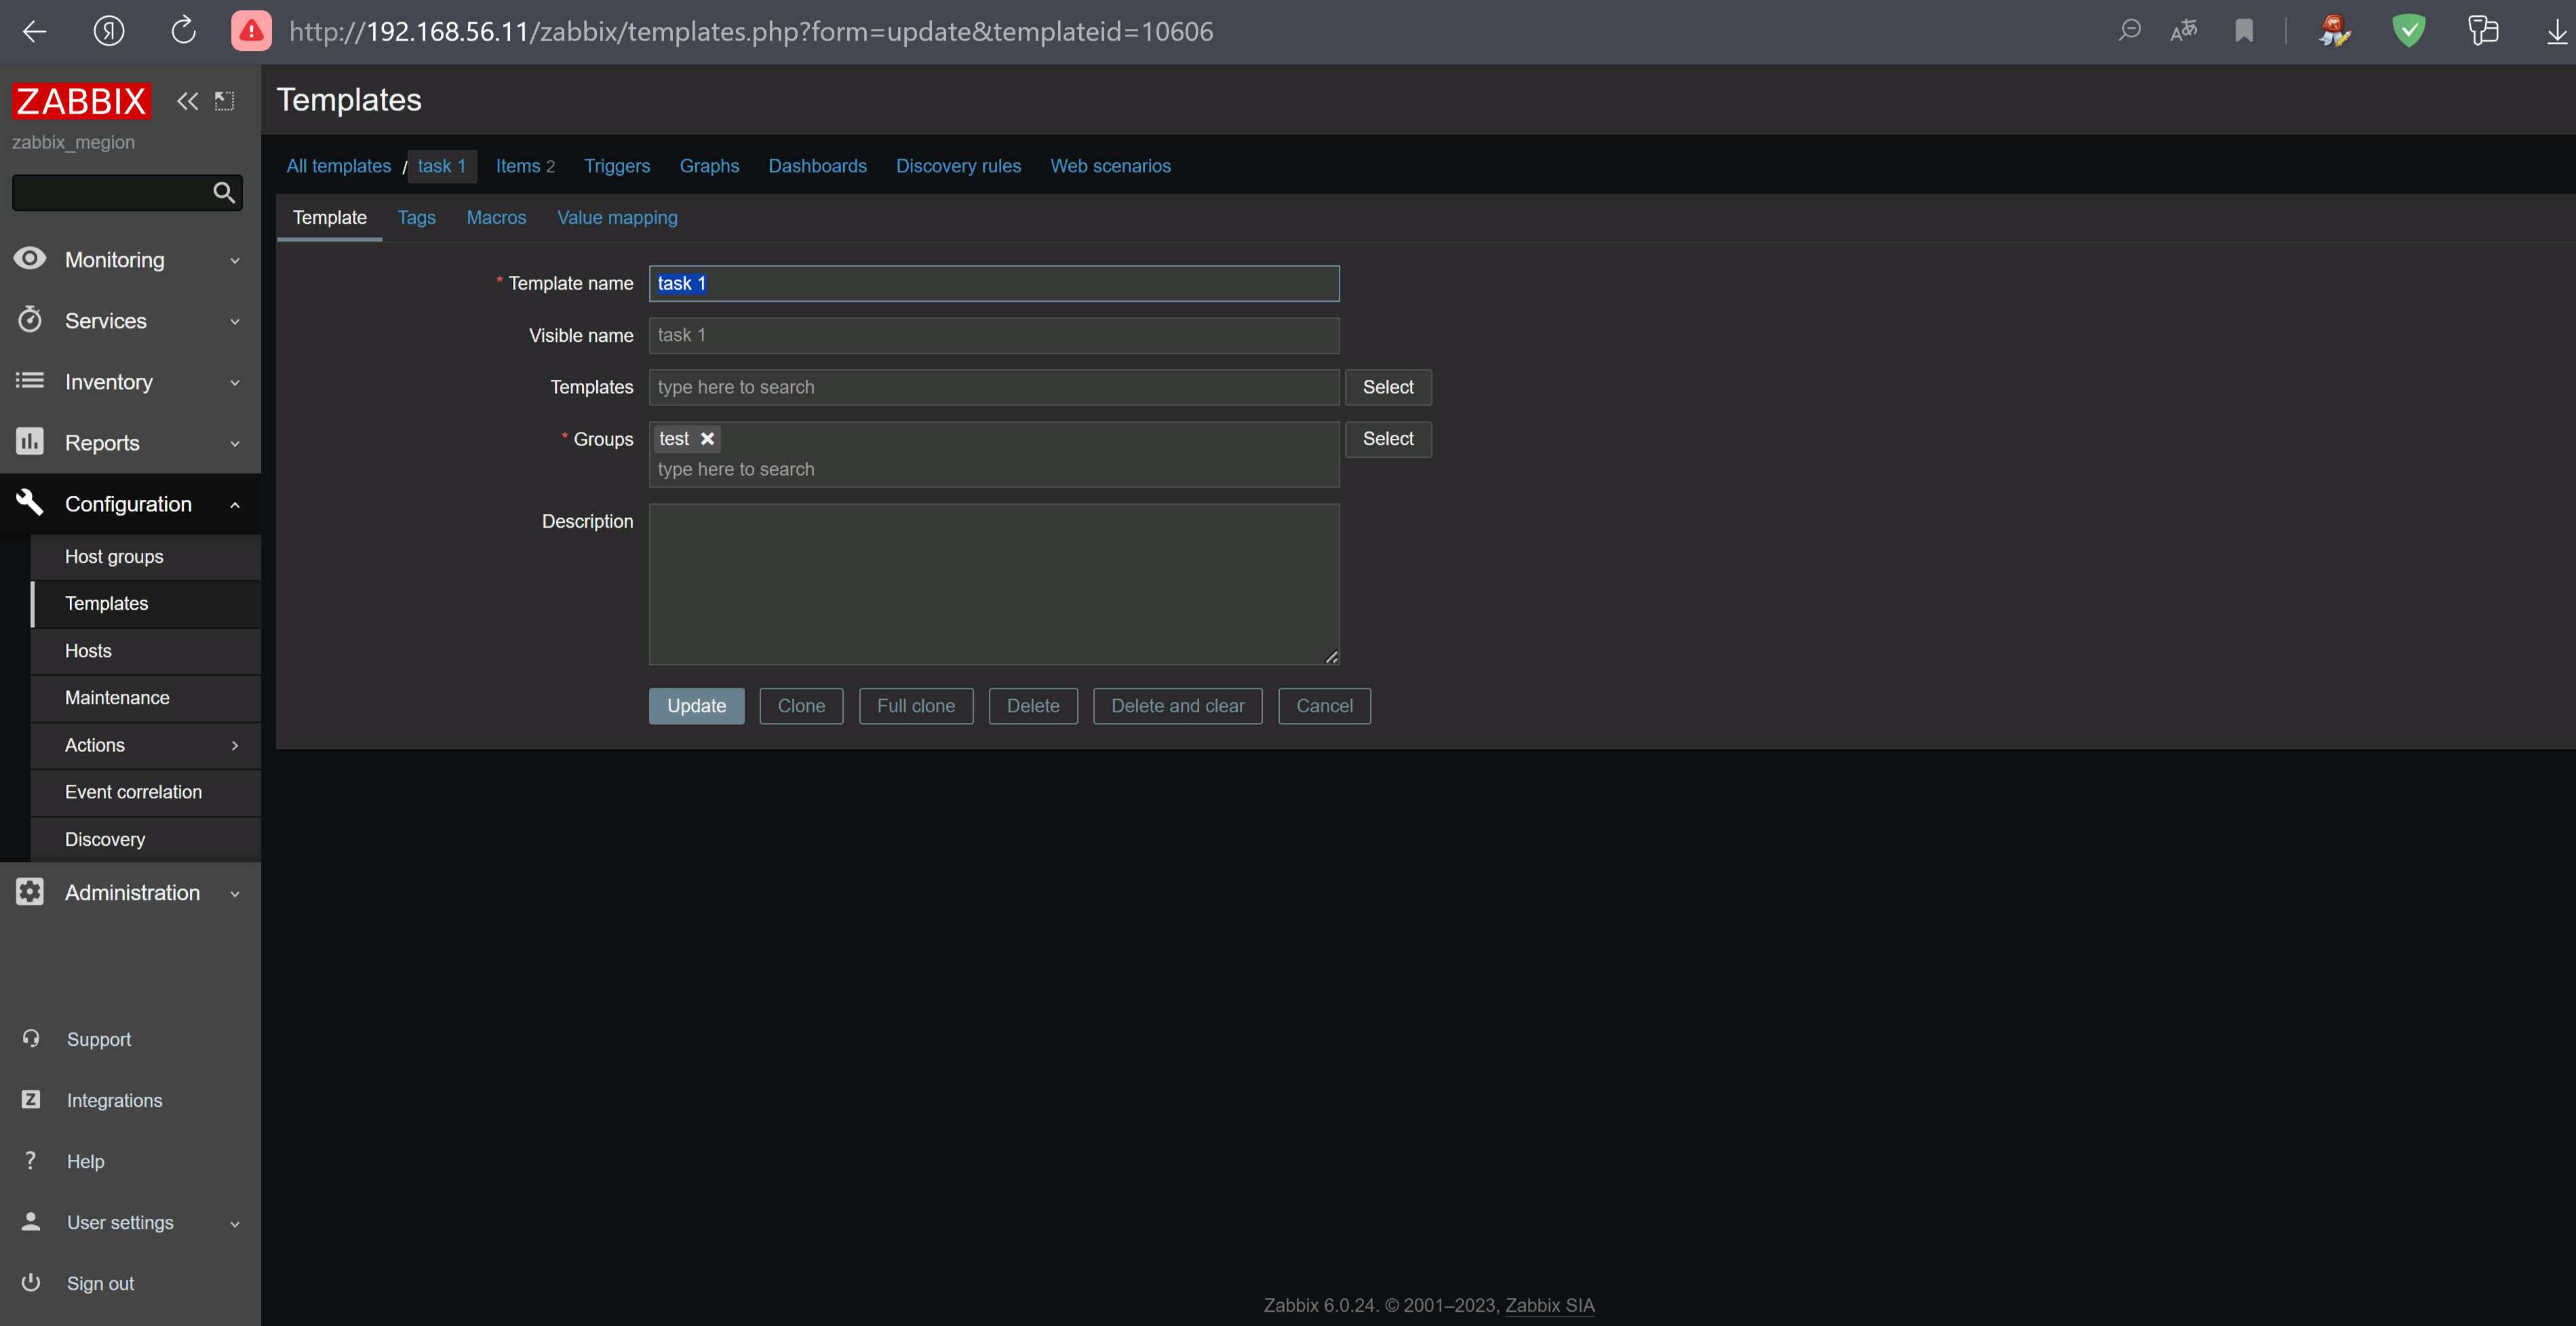 http://192.168.56.11/zabbix/templates.php?form=update&templateid=10606
ZABBIX
zabbix_megion
Monitoring
Services
Inventory
Reports
Configuration
Host groups
Templates
Hosts
Maintenance
Actions
Event correlation
Discovery
Administration
Support
Integrations
Help
User settings
Sign out
Templates
All templates / task 1 Items 2 Triggers Graphs Dashboards Discovery rules Web scenarios
Template Tags Macros Value mapping
* Template name task 1
Visible name task 1
Templates type here to search Select
* Groups test Select
type here to search
Description
Update Clone Full clone Delete Delete and clear Cancel
Zabbix 6.0.24. © 2001–2023, Zabbix SIA